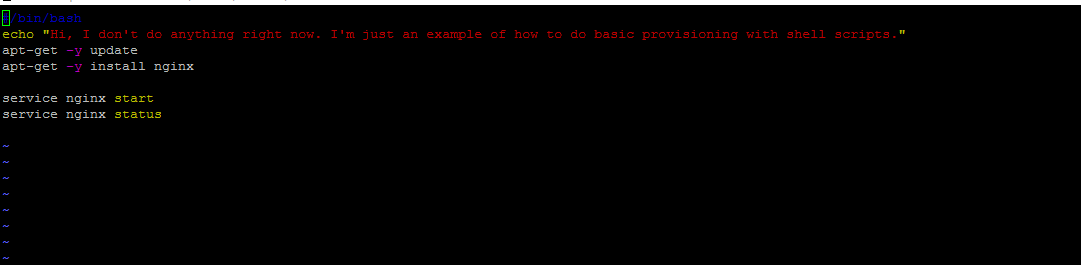 #/bin/bash
echo "Hi, I don't do anything right now. I'm just an example of how to do basic provisioning with shell scripts."
apt-get -y update
apt-get -y install nginx
service nginx start
service nginx status
~
~
~
~
~
~
~
~